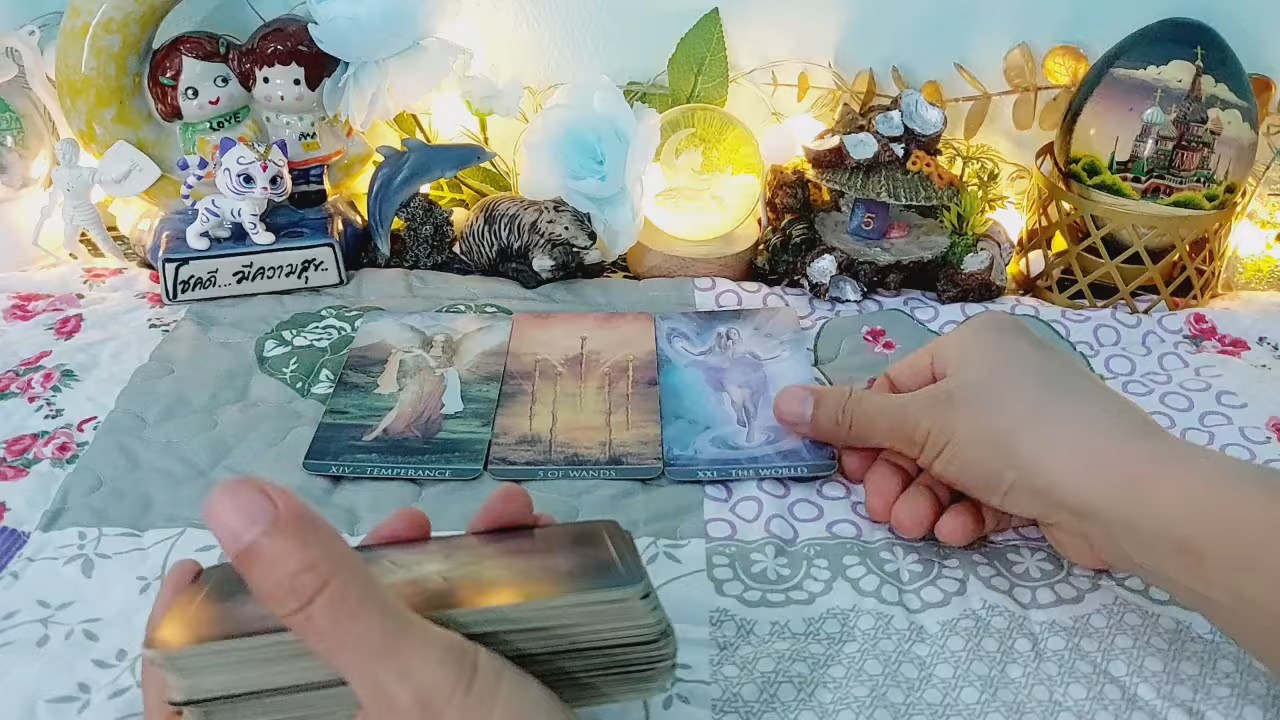 LOVE
โชคดี...มีความสุข..
5
XIV - TEMPERANCE
5 OF WANDS
XXI - THE WORLD